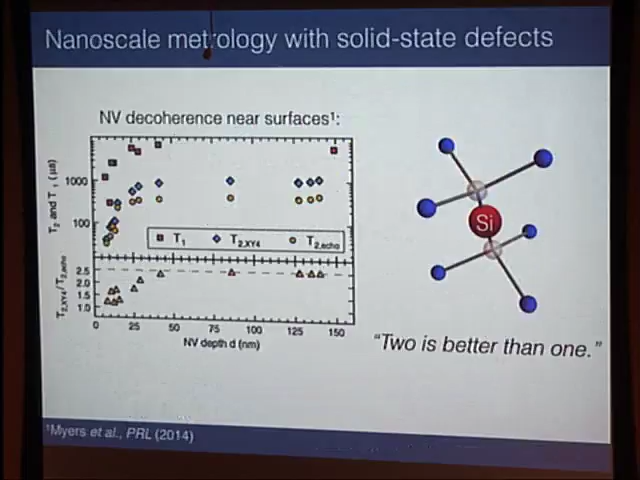 Nanoscale metrology with solid-state defects
NV decoherence near surfaces¹:
T₂ and T₁ (µs)
1000
100
T₁
T₂,XY4
T₂,echo
T₂,XY4/T₂,echo
2.5
2.0
1.5
1.0
0 25 50 75 100 125 150
NV depth d (nm)
Si
"Two is better than one."
¹Myers et al., PRL (2014)